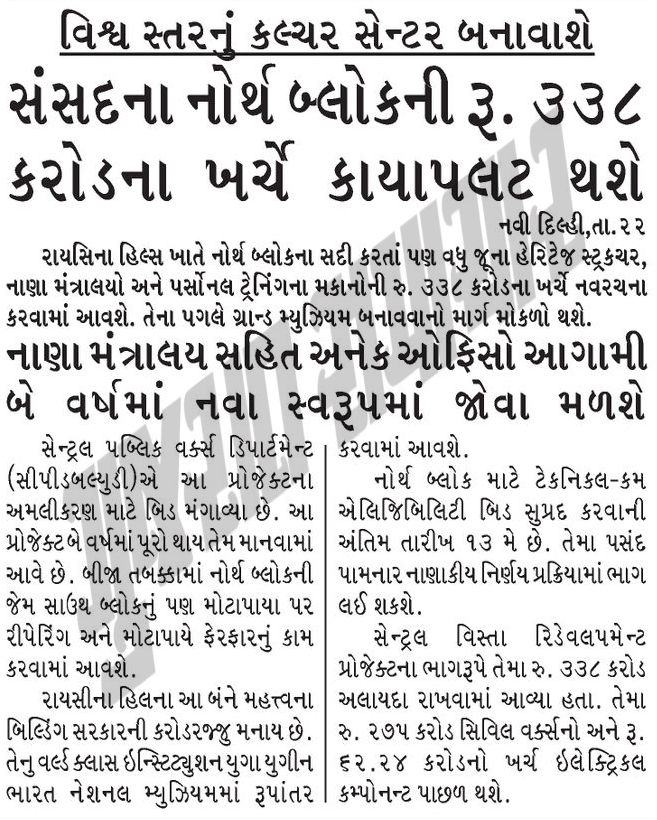 વિશ્વ સ્તરનું કલ્ચર સેન્ટર બનાવાશે
સંસદના નોર્થ બ્લોકની રૂ. ૩૩૮
કરોડના ખર્ચે કાયાપલટ થશે
નવી દિલ્હી,તા.૨૨
રાયસિના હિલ્સ ખાતે નોર્થ બ્લોકના સદી કરતાં પણ વધુ જૂના હેરિટેજ સ્ટ્રકચર,
નાણા મંત્રાલયો અને પર્સોનલ ટ્રેનિંગના મકાનોની રુ. ૩૩૮ કરોડના ખર્ચે નવરચના
કરવામાં આવશે. તેના પગલે ગ્રાન્ડ મ્યુઝિયમ બનાવવાનો માર્ગ મોકળો થશે.
નાણા મંત્રાલય સહિત અનેક ઓફિસો આગામી
બે વર્ષમાં નવા સ્વરૂપમાં જોવા મળશે
સેન્ટ્રલ પબ્લિક વર્ક્સ ડિપાર્ટમેન્ટ
(સીપીડબલ્યુડી)એ આ પ્રોજેક્ટના
અમલીકરણ માટે બિડ મંગાવ્યા છે. આ
પ્રોજેક્ટ બે વર્ષમાં પૂરો થાય તેમ માનવામાં
આવે છે. બીજા તબક્કામાં નોર્થ બ્લોકની
જેમ સાઉથ બ્લોકનું પણ મોટાપાયા પર
રીપેરિંગ અને મોટાપાયે ફેરફારનું કામ
કરવામાં આવશે.
રાયસીના હિલના આ બંને મહત્ત્વના
બિલ્ડિંગ સરકારની કરોડરજ્જુ મનાય છે.
તેનુ વર્લ્ડ ક્લાસ ઇન્સ્ટિટ્યુશન યુગા યુગીન
ભારત નેશનલ મ્યુઝિયમમાં રૂપાંતર
કરવામાં આવશે.
નોર્થ બ્લોક માટે ટેકનિકલ-કમ
એલિજિબિલિટી બિડ સુપ્રદ કરવાની
અંતિમ તારીખ ૧૩ મે છે. તેમા પસંદ
પામનાર નાણાકીય નિર્ણય પ્રક્રિયામાં ભાગ
લઈ શકશે.
સેન્ટ્રલ વિસ્તા રિડેવલપમેન્ટ
પ્રોજેક્ટના ભાગરૂપે તેમા રુ. ૩૩૮ કરોડ
અલાયદા રાખવામાં આવ્યા હતા. તેમા
રુ. ૨૭૫ કરોડ સિવિલ વર્ક્સનો અને રૂ.
૬૨.૨૪ કરોડનો ખર્ચ ઇલેક્ટ્રિકલ
કમ્પોનન્ટ પાછળ થશે.
ગુજરાત સમાચાર